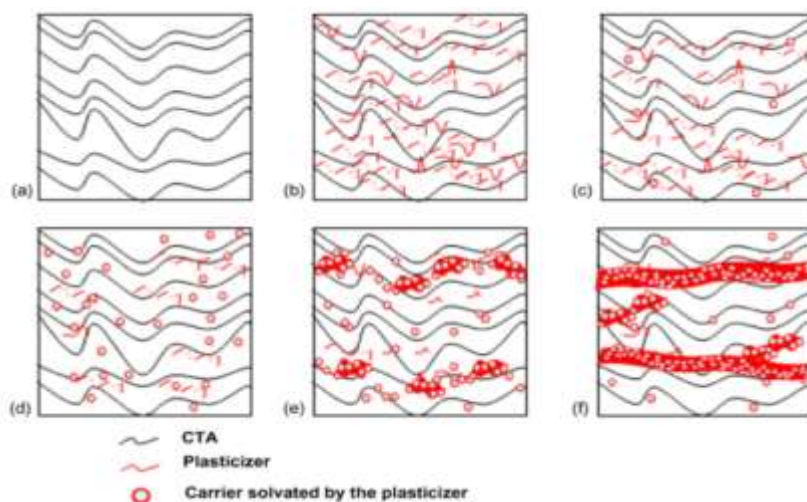 (a)
(b)
(c)
(d)
(e)
(f)
CTA
Plasticizer
Carrier solvated by the plasticizer